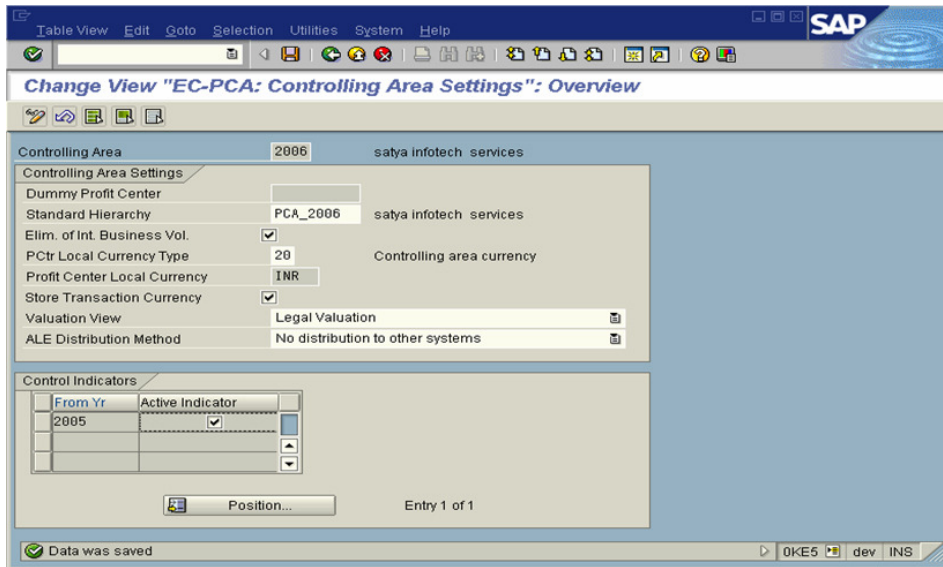 Table View Edit Goto Selection Utilities System Help
SAP
Change View "EC-PCA: Controlling Area Settings": Overview
Controlling Area 2006 satya infotech services
Controlling Area Settings
Dummy Profit Center
Standard Hierarchy PCA_2006 satya infotech services
Elim. of Int. Business Vol.
PCtr Local Currency Type 20 Controlling area currency
Profit Center Local Currency INR
Store Transaction Currency
Valuation View Legal Valuation
ALE Distribution Method No distribution to other systems
Control Indicators
From Yr Active Indicator
2005
Position... Entry 1 of 1
Data was saved 0KE5 dev INS